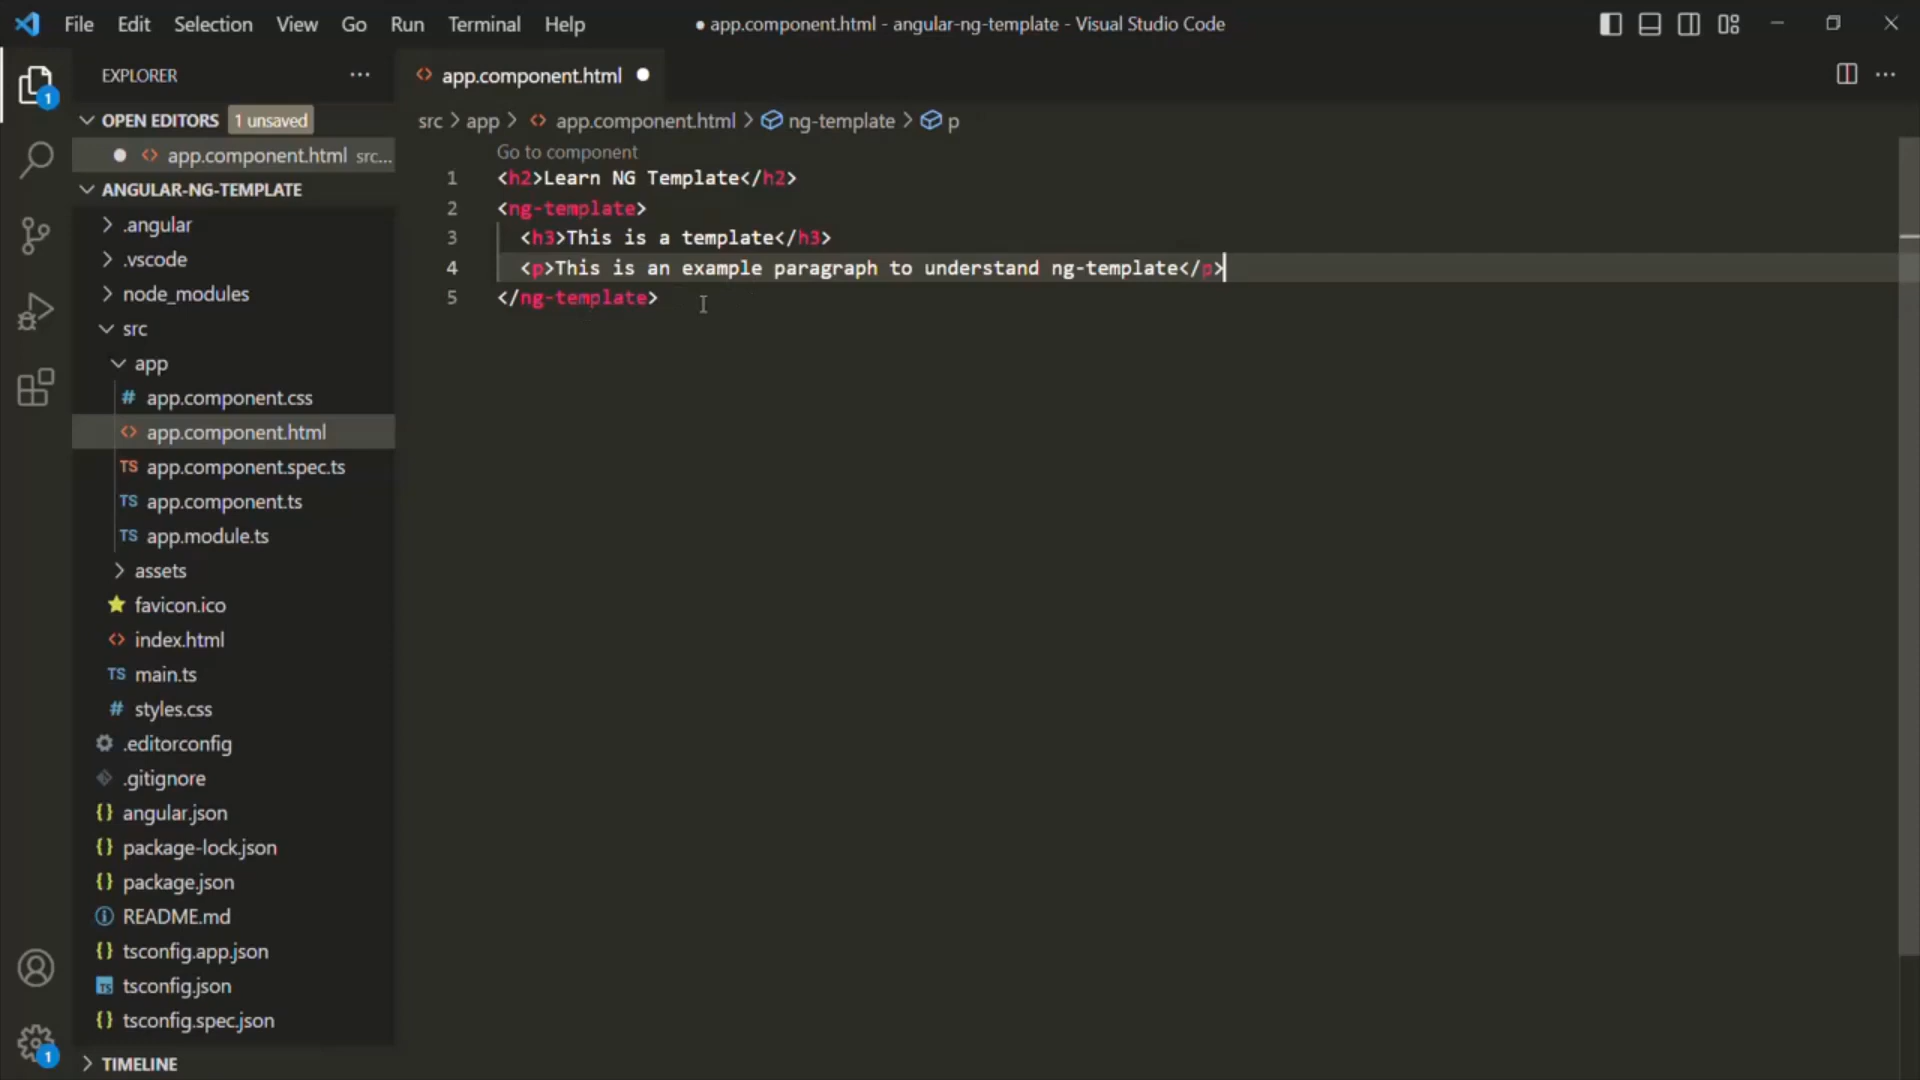 File Edit Selection View Go Run Terminal Help
● app.component.html - angular-ng-template - Visual Studio Code
EXPLORER
OPEN EDITORS 1 unsaved
app.component.html src...
ANGULAR-NG-TEMPLATE
.angular
.vscode
node_modules
src
app
app.component.css
app.component.html
app.component.spec.ts
app.component.ts
app.module.ts
assets
favicon.ico
index.html
main.ts
styles.css
.editorconfig
.gitignore
angular.json
package-lock.json
package.json
README.md
tsconfig.app.json
tsconfig.json
tsconfig.spec.json
TIMELINE
1
1
app.component.html
src > app > app.component.html > ng-template > p
Go to component
1 <h2>Learn NG Template</h2>
2 <ng-template>
3 <h3>This is a template</h3>
4 <p>This is an example paragraph to understand ng-template</p>
5 </ng-template>